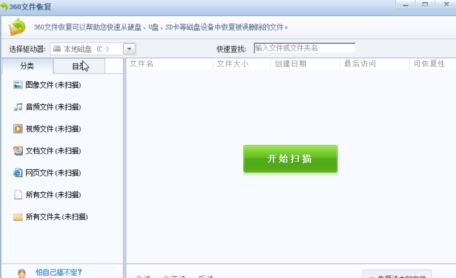 360文件恢复
360文件恢复可以帮助您快速从硬盘、U盘、SD卡等磁盘设备中恢复被误删除的文件。
选择驱动器: 本地磁盘 (C: ) 快速查找: 输入文件或文件夹名
分类 目录 文件名 文件大小 创建日期 最后访问 可恢复性
图像文件(未扫描)
音频文件(未扫描)
视频文件(未扫描)
文档文件(未扫描)
开始扫描
网页文件(未扫描)
所有文件(未扫描)
所有文件夹(未扫描)
怕自己搞不定?